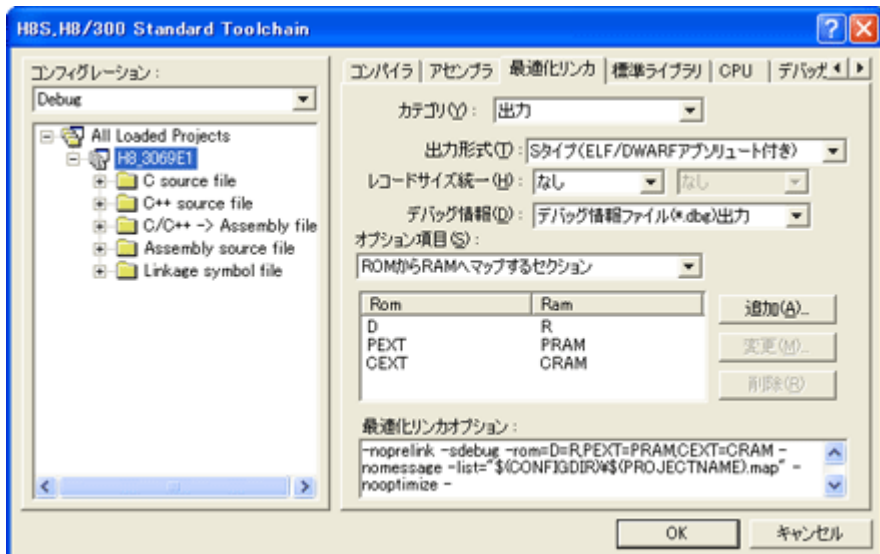 H8S,H8/300 Standard Toolchain
コンフィグレーション :
Debug
All Loaded Projects
H8_3069E1
C source file
C++ source file
C/C++ -> Assembly file
Assembly source file
Linkage symbol file
コンパイラ アセンブラ 最適化リンカ 標準ライブラリ CPU デバッガ
カテゴリ(Y) : 出力
出力形式(T) : Sタイプ(ELF/DWARFアブソリュート付き)
レコードサイズ統一(H) : なし なし
デバッグ情報(D) : デバッグ情報ファイル(*.dbg)出力
オプション項目(S) :
ROMからRAMへマップするセクション
Rom Ram
D R
PEXT PRAM
CEXT CRAM
追加(A)...
変更(M)...
削除(R)
最適化リンカオプション :
-noprelink -sdebug -rom=D=R,PEXT=PRAM,CEXT=CRAM -
nomessage -list="$(CONFIGDIR)¥$(PROJECTNAME).map" -
nooptimize -
OK キャンセル